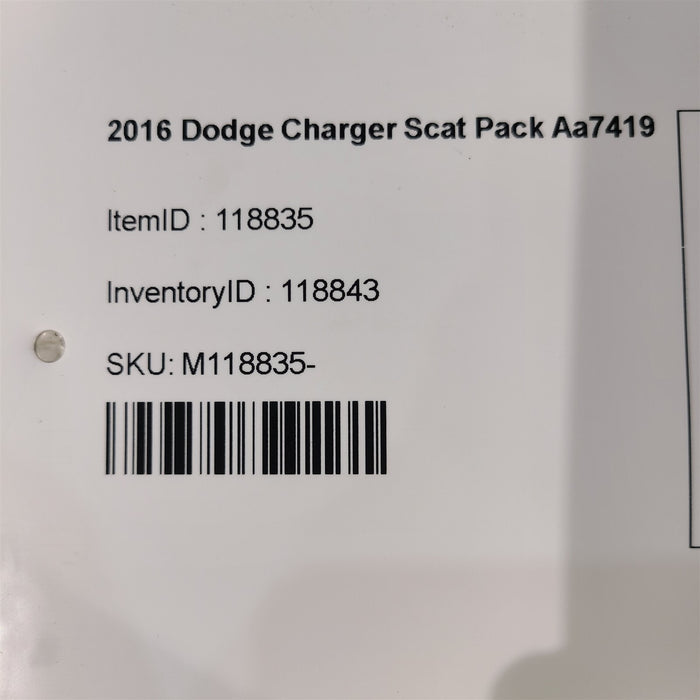 2016 Dodge Charger Scat Pack Aa7419
ItemID : 118835
InventoryID : 118843
SKU: M118835-